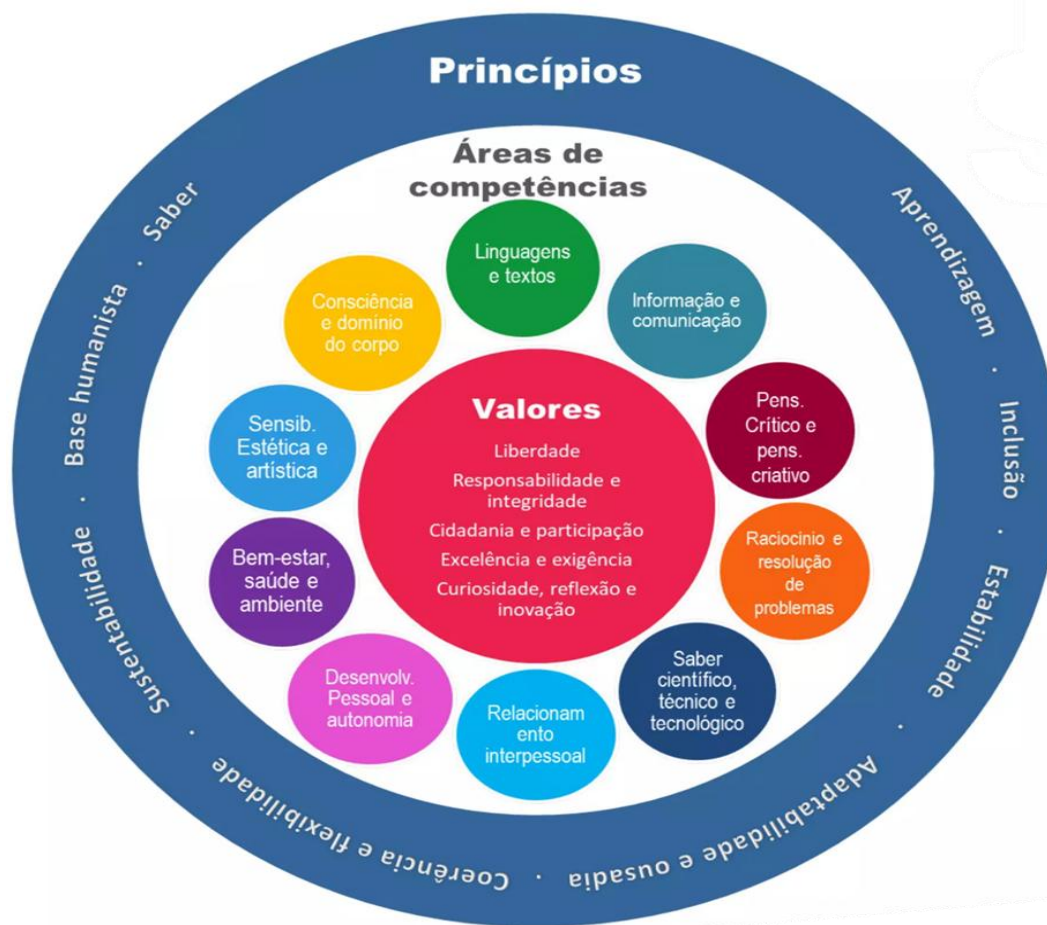 Princípios
Base humanista · Saber
Aprendizagem · Inclusão · Estabilidade · Adaptabilidade e ousadia · Coerência e flexibilidade · Sustentabilidade ·
Áreas de
competências
Linguagens
e textos
Informação e
comunicação
Pens.
Crítico e
pens.
criativo
Raciocínio e
resolução
de
problemas
Saber
científico,
técnico e
tecnológico
Relacionam
ento
interpessoal
Desenvolv.
Pessoal e
autonomia
Bem-estar,
saúde e
ambiente
Sensib.
Estética e
artística
Consciência
e domínio
do corpo
Valores
Liberdade
Responsabilidade e
integridade
Cidadania e participação
Excelência e exigência
Curiosidade, reflexão e
inovação